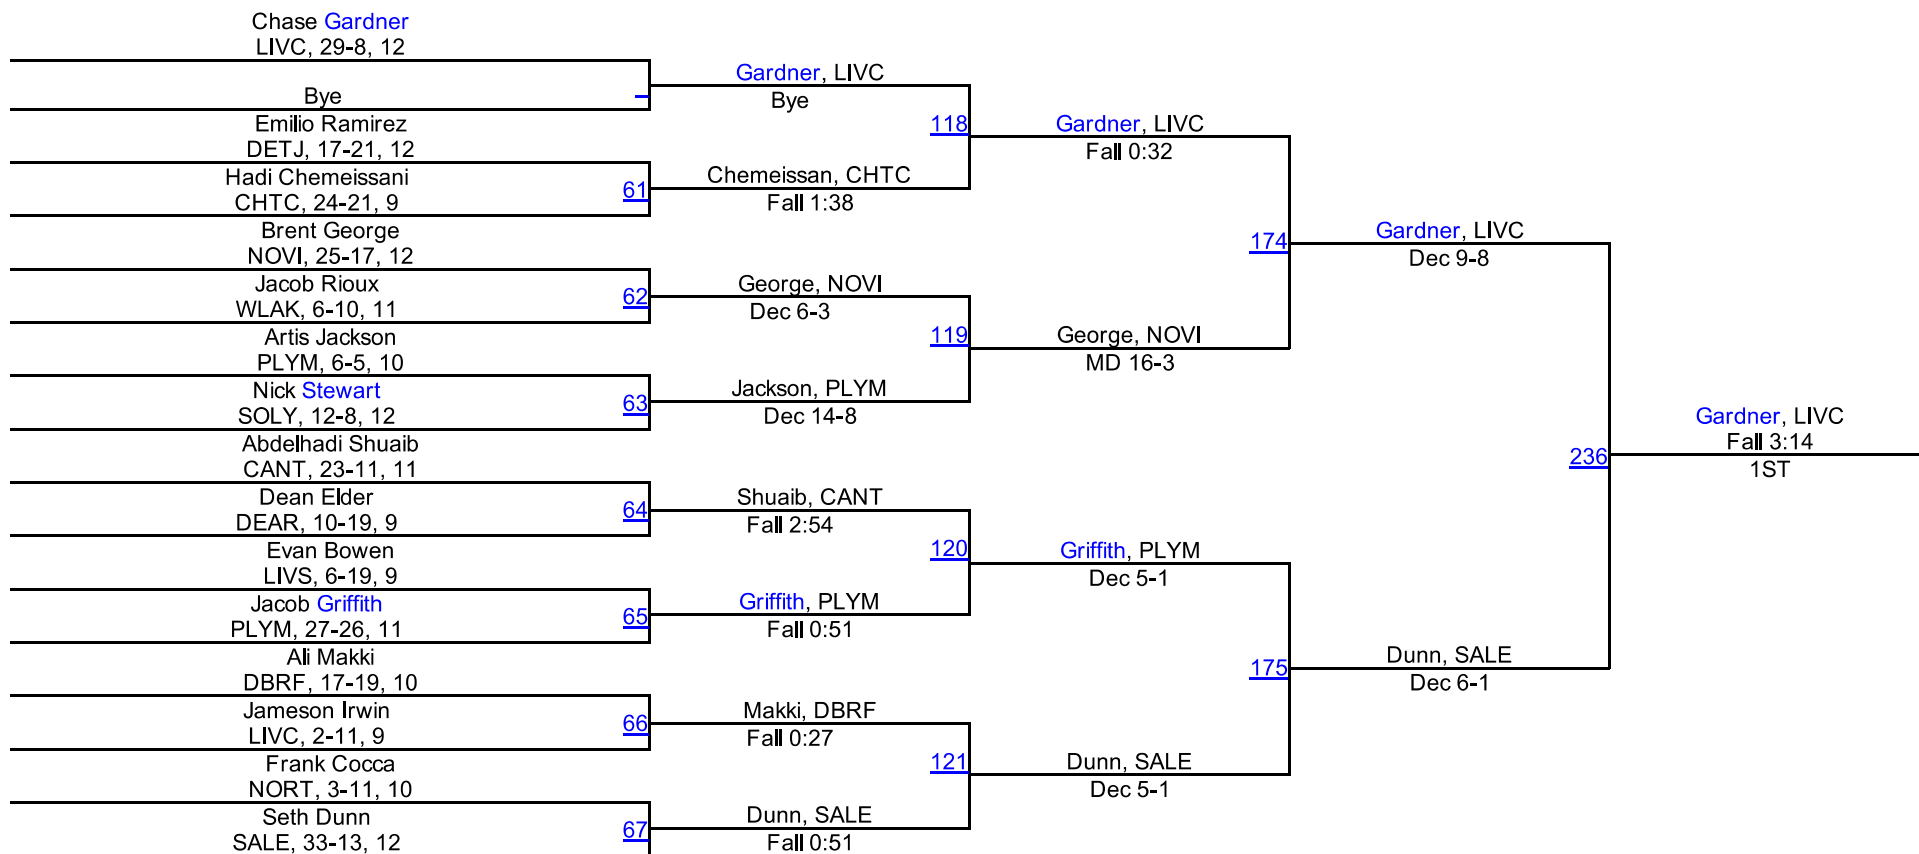 Chase Gardner
LIVC, 29-8, 12
Bye
Emilio Ramirez
DETJ, 17-21, 12
Hadi Chemeissani
CHTC, 24-21, 9
Brent George
NOVI, 25-17, 12
Jacob Rioux
WLAK, 6-10, 11
Artis Jackson
PLYM, 6-5, 10
Nick Stewart
SOLY, 12-8, 12
Abdelhadi Shuaib
CANT, 23-11, 11
Dean Elder
DEAR, 10-19, 9
Evan Bowen
LIVS, 6-19, 9
Jacob Griffith
PLYM, 27-26, 11
Ali Makki
DBRF, 17-19, 10
Jameson Irwin
LIVC, 2-11, 9
Frank Cocca
NORT, 3-11, 10
Seth Dunn
SALE, 33-13, 12
61
62
63
64
65
66
67
Gardner, LIVC
Bye
Chemeissan, CHTC
Fall 1:38
George, NOVI
Dec 6-3
Jackson, PLYM
Dec 14-8
Shuaib, CANT
Fall 2:54
Griffith, PLYM
Fall 0:51
Makki, DBRF
Fall 0:27
Dunn, SALE
Fall 0:51
118
119
120
121
Gardner, LIVC
Fall 0:32
George, NOVI
MD 16-3
Griffith, PLYM
Dec 5-1
Dunn, SALE
Dec 5-1
174
175
Gardner, LIVC
Dec 9-8
Dunn, SALE
Dec 6-1
236
Gardner, LIVC
Fall 3:14
1ST